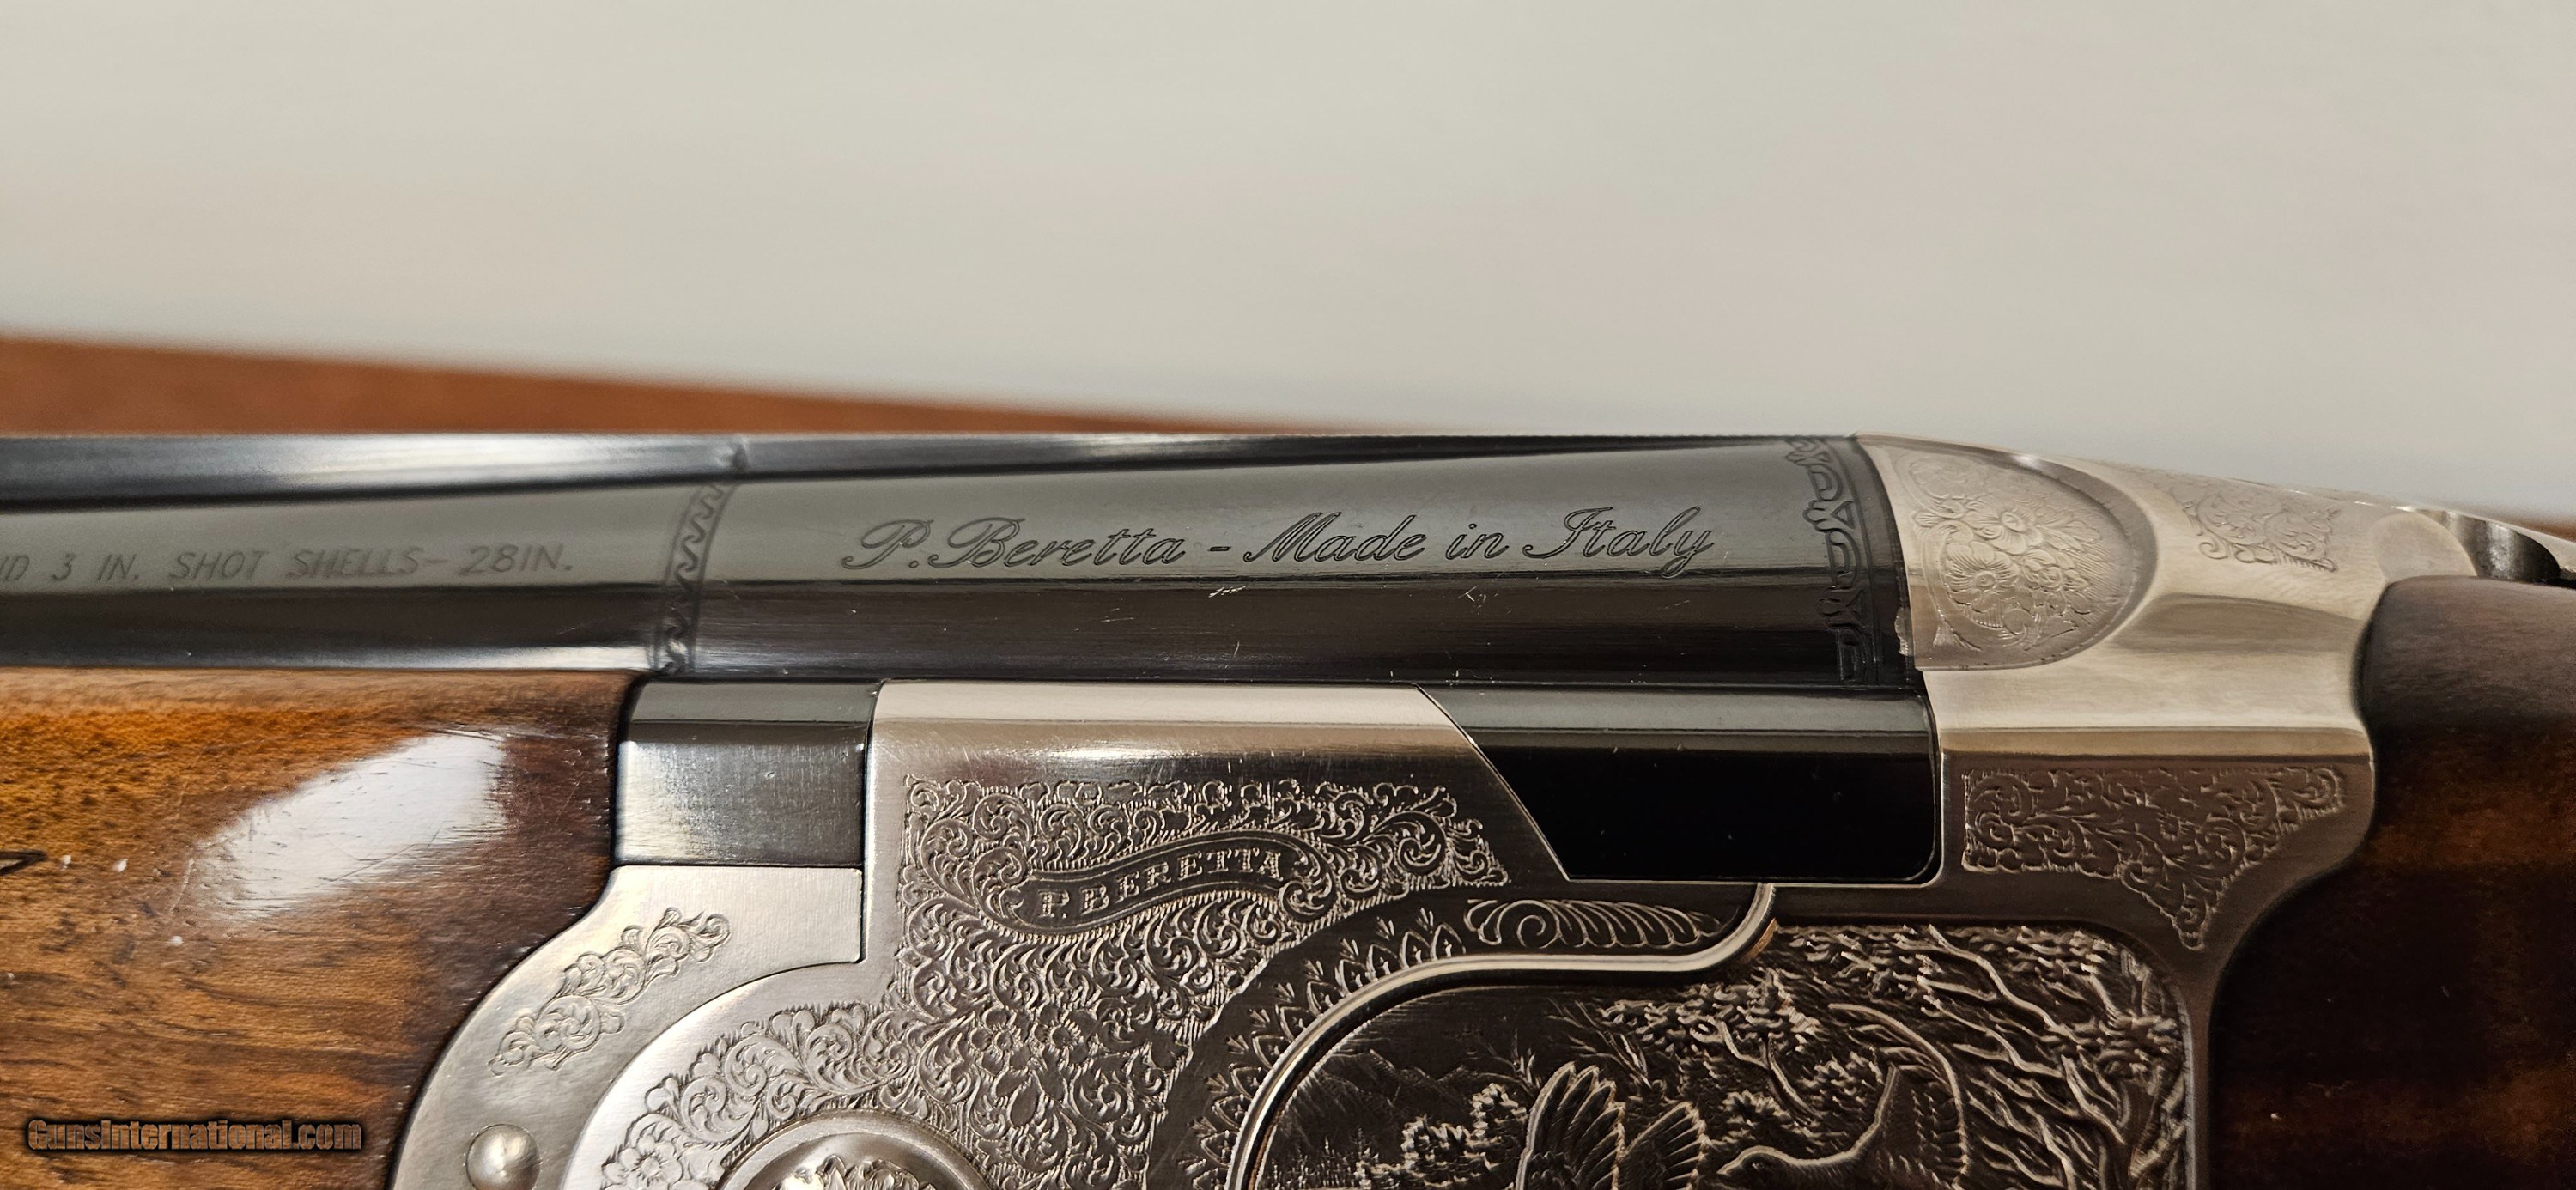 3 IN. SHOT SHELLS- 28IN.
P. Beretta - Made in Italy
P. BERETTA
GunsInternational.com